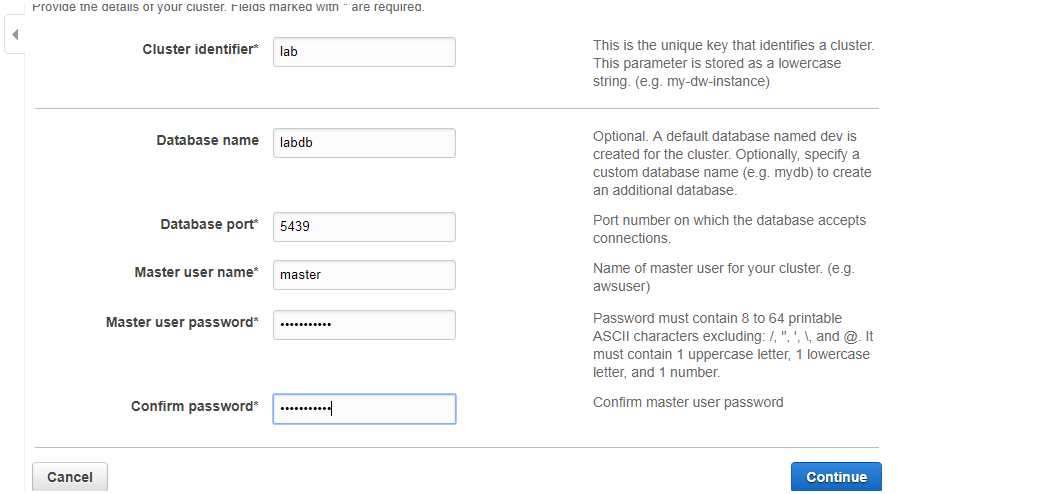 Provide the details of your cluster. Fields marked with * are required.
Cluster identifier*
lab
This is the unique key that identifies a cluster.
This parameter is stored as a lowercase
string. (e.g. my-dw-instance)
Database name
labdb
Optional. A default database named dev is
created for the cluster. Optionally, specify a
custom database name (e.g. mydb) to create
an additional database.
Database port*
5439
Port number on which the database accepts
connections.
Master user name*
master
Name of master user for your cluster. (e.g.
awsuser)
Master user password*
•••••••••••
Password must contain 8 to 64 printable
ASCII characters excluding: /, ", ', \, and @. It
must contain 1 uppercase letter, 1 lowercase
letter, and 1 number.
Confirm password*
•••••••••••
Confirm master user password
Cancel
Continue